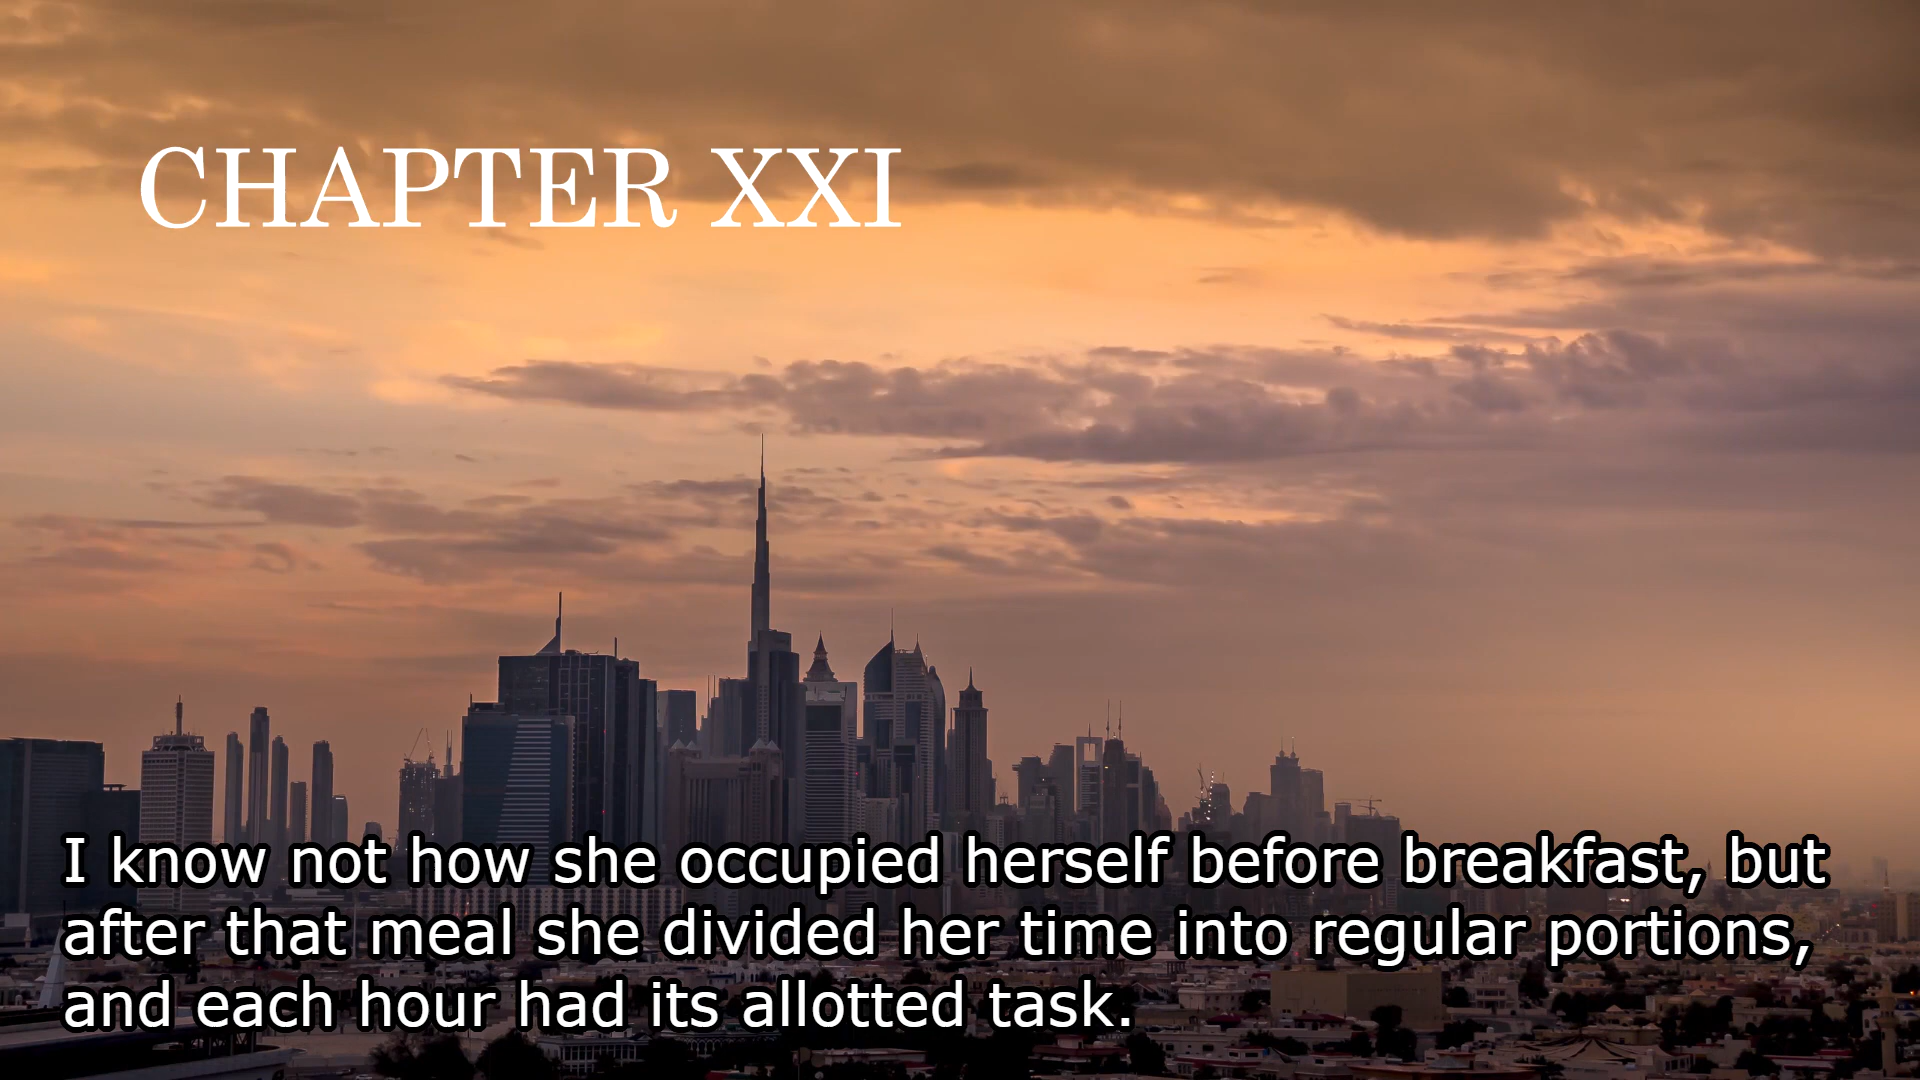 CHAPTER XXI
I know not how she occupied herself before breakfast, but
after that meal she divided her time into regular portions,
and each hour had its allotted task.